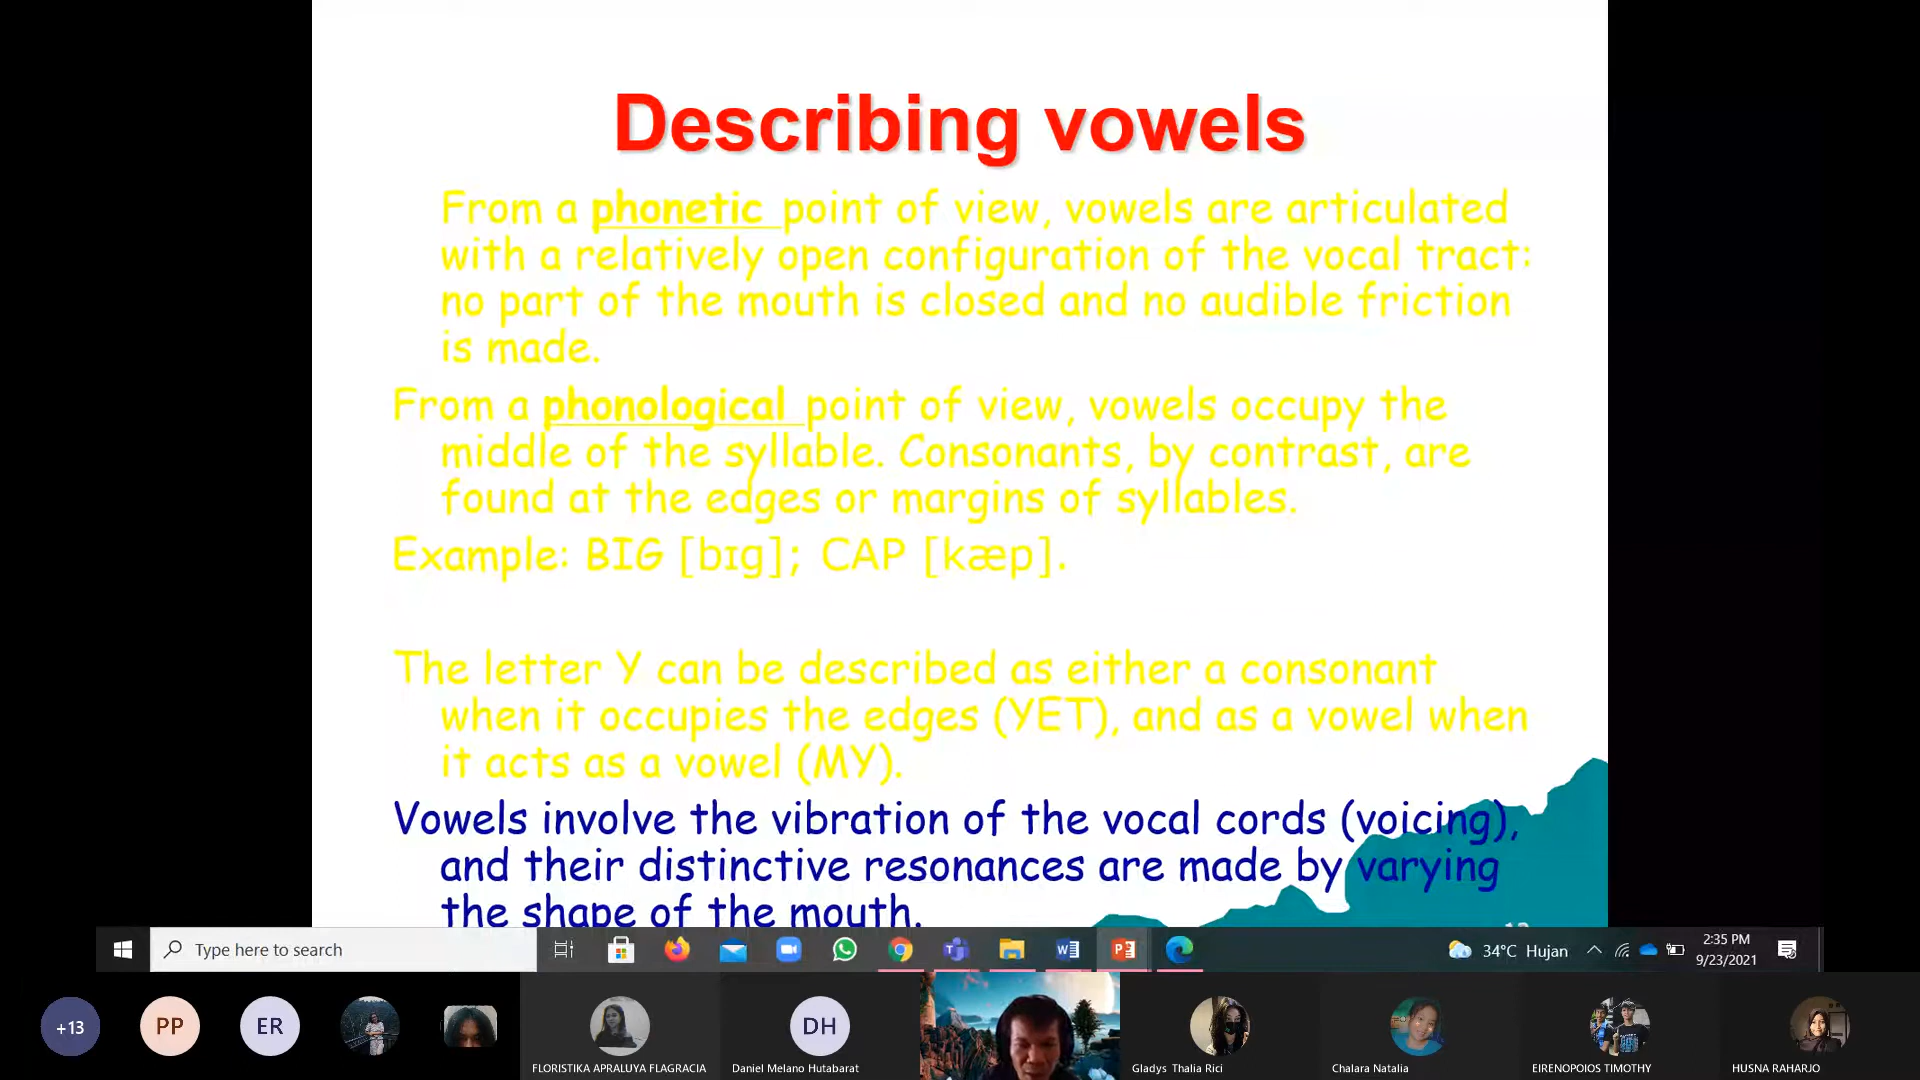 Describing vowels
From a phonetic point of view, vowels are articulated
with a relatively open configuration of the vocal tract:
no part of the mouth is closed and no audible friction
is made.
From a phonological point of view, vowels occupy the
middle of the syllable. Consonants, by contrast, are
found at the edges or margins of syllables.
Example: BIG [bɪg]; CAP [kæp].
The letter Y can be described as either a consonant
when it occupies the edges (YET), and as a vowel when
it acts as a vowel (MY).
Vowels involve the vibration of the vocal cords (voicing),
and their distinctive resonances are made by varying
the shape of the mouth.
Type here to search
34°C Hujan
2:35 PM
9/23/2021
+13
PP
ER
DH
FLORISTIKA APRALUYA FLAGRACIA
Daniel Melano Hutabarat
Gladys Thalia Rici
Chalara Natalia
EIRENOPOIOS TIMOTHY
HUSNA RAHARJO